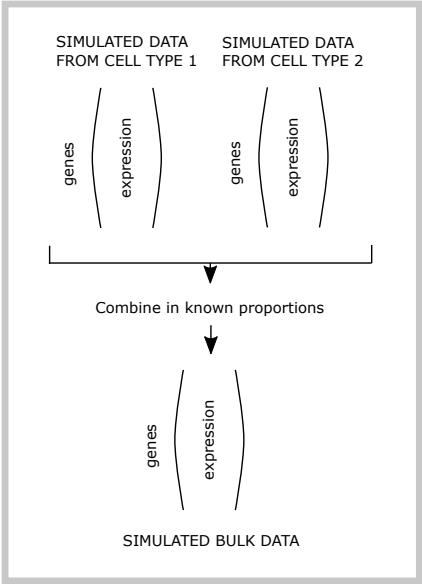 SIMULATED DATA
FROM CELL TYPE 1
SIMULATED DATA
FROM CELL TYPE 2
genes
expression
genes
expression
Combine in known proportions
genes
expression
SIMULATED BULK DATA